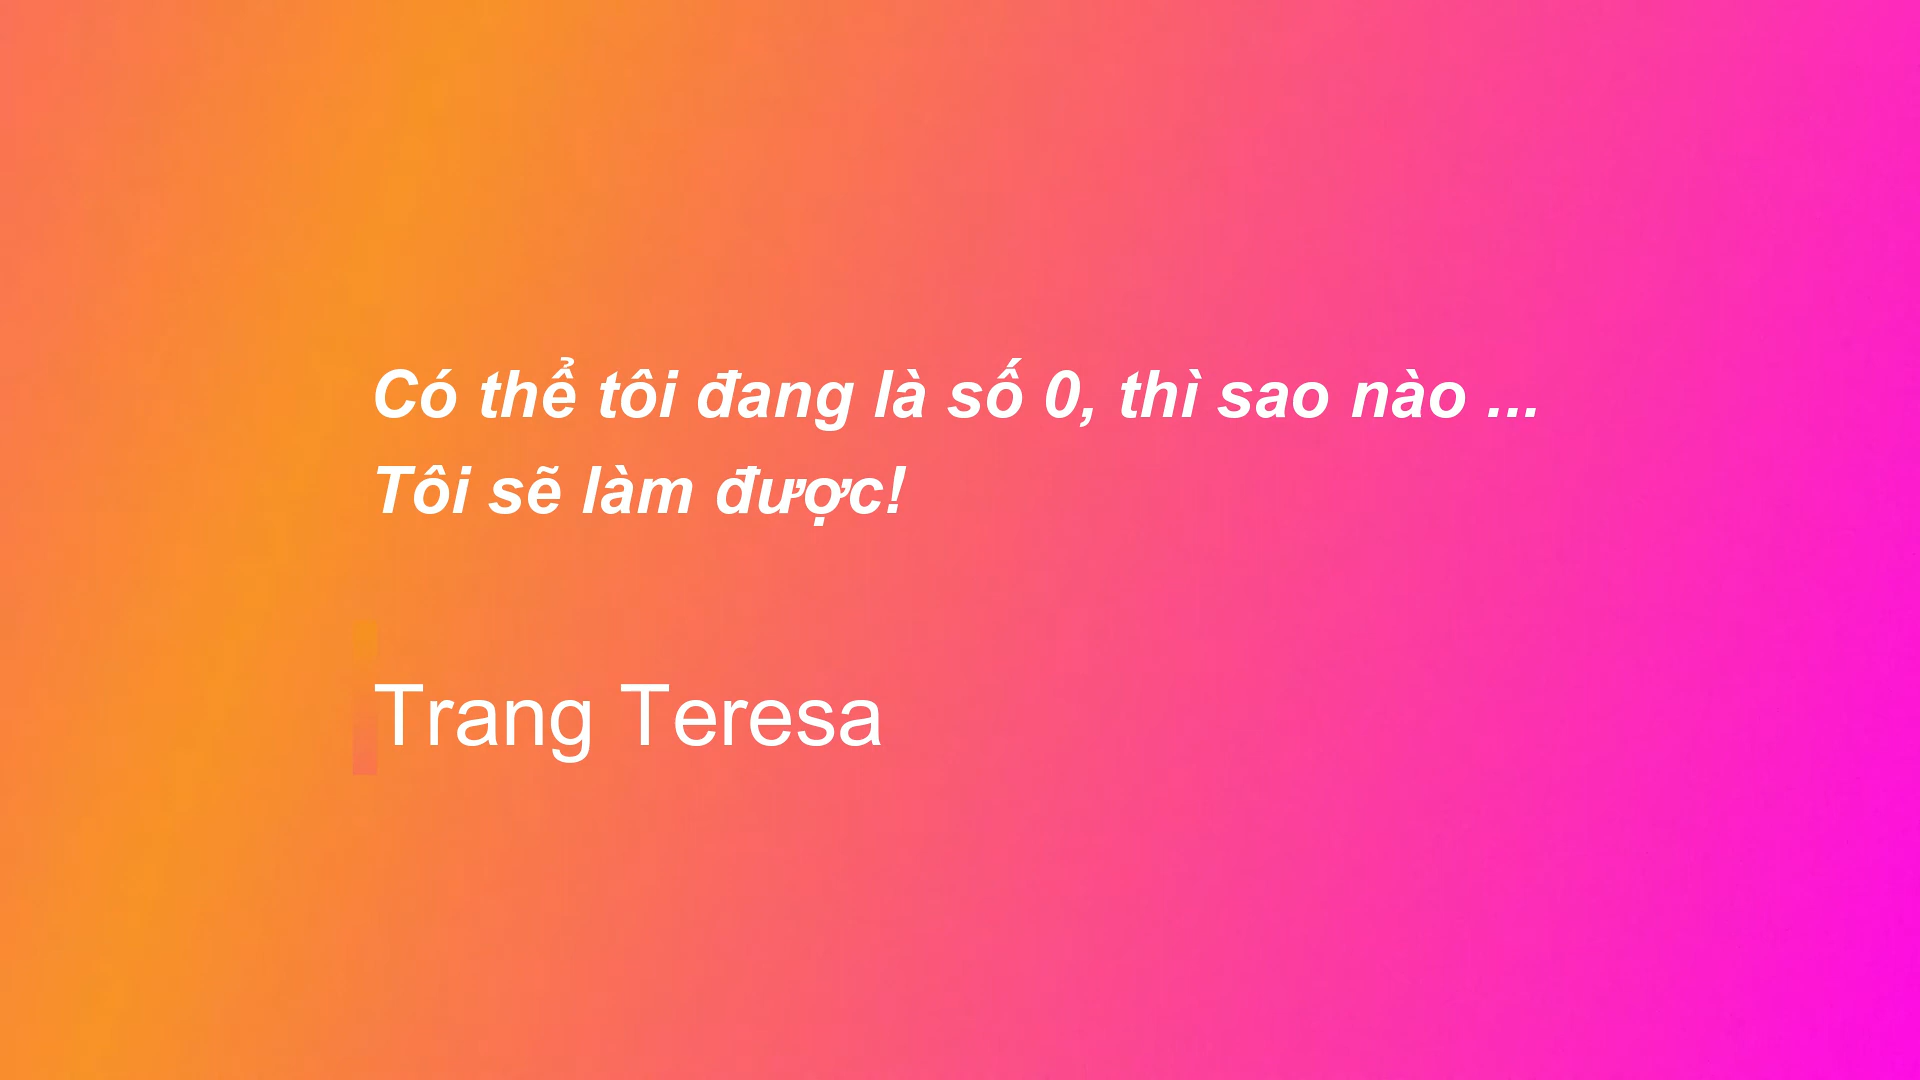 Có thể tôi đang là số 0, thì sao nào ...
Tôi sẽ làm được!
Trang Teresa